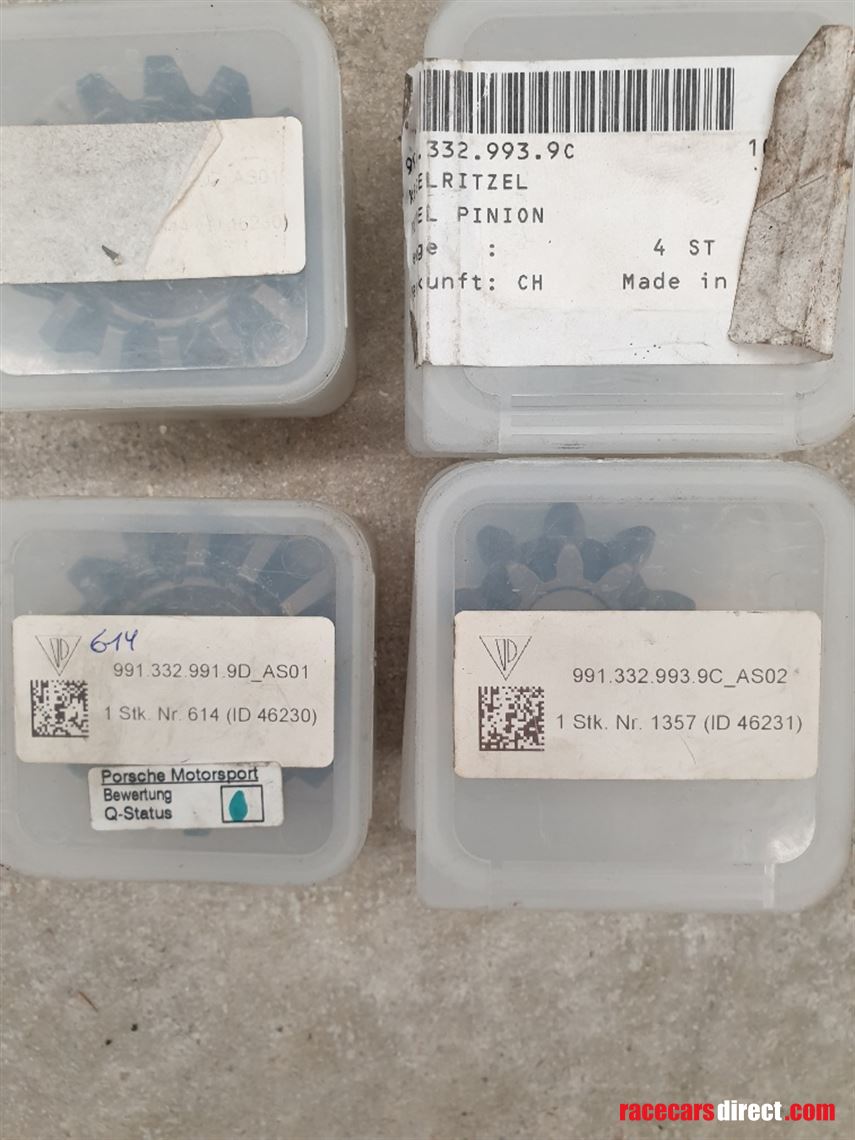 .332.993.9C
ELRITZEL
EL PINION
ge : 4 ST
kunft: CH Made in
614
991.332.991.9D_AS01
1 Stk. Nr. 614 (ID 46230)
Porsche Motorsport
Bewertung
Q-Status
991.332.993.9C_AS02
1 Stk. Nr. 1357 (ID 46231)
racecarsdirect.com